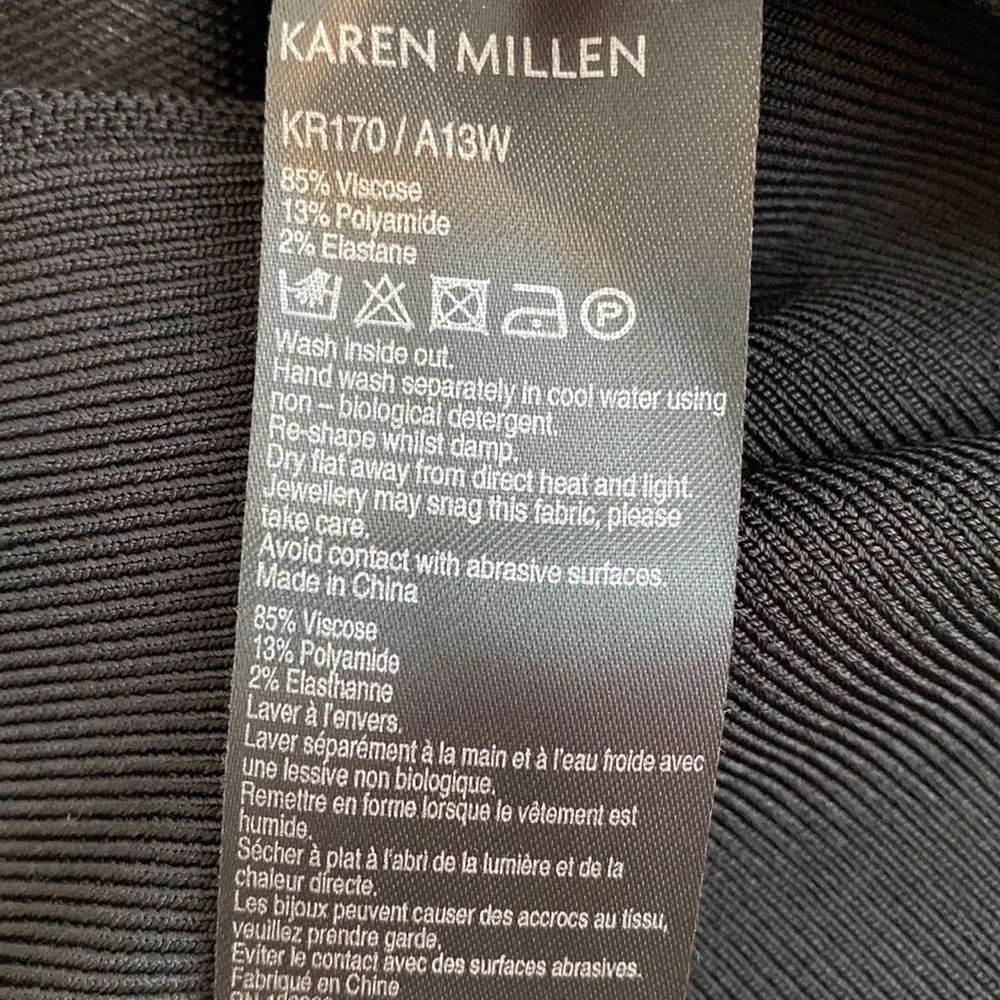 KAREN MILLEN
KR170 / A13W
85% Viscose
13% Polyamide
2% Elastane
P
Wash inside out.
Hand wash separately in cool water using
non – biological detergent.
Re-shape whilst damp.
Dry flat away from direct heat and light.
Jewellery may snag this fabric, please
take care.
Avoid contact with abrasive surfaces.
Made in China
85% Viscose
13% Polyamide
2% Elasthanne
Laver à l'envers.
Laver séparément à la main et à l'eau froide avec
une lessive non biologique.
Remettre en forme lorsque le vêtement est
humide.
Sécher à plat à l'abri de la lumière et de la
chaleur directe.
Les bijoux peuvent causer des accrocs au tissu,
veuillez prendre garde.
Eviter le contact avec des surfaces abrasives.
Fabriqué en Chine